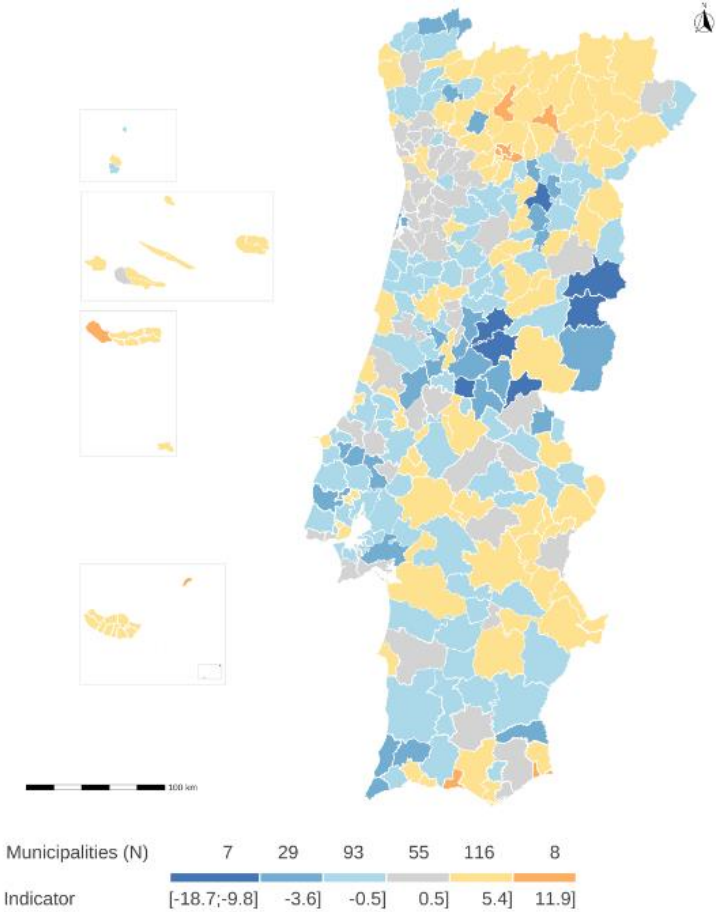 N
100 km
Municipalities (N) 7 29 93 55 116 8
Indicator [-18.7;-9.8] -3.6] -0.5] 0.5] 5.4] 11.9]